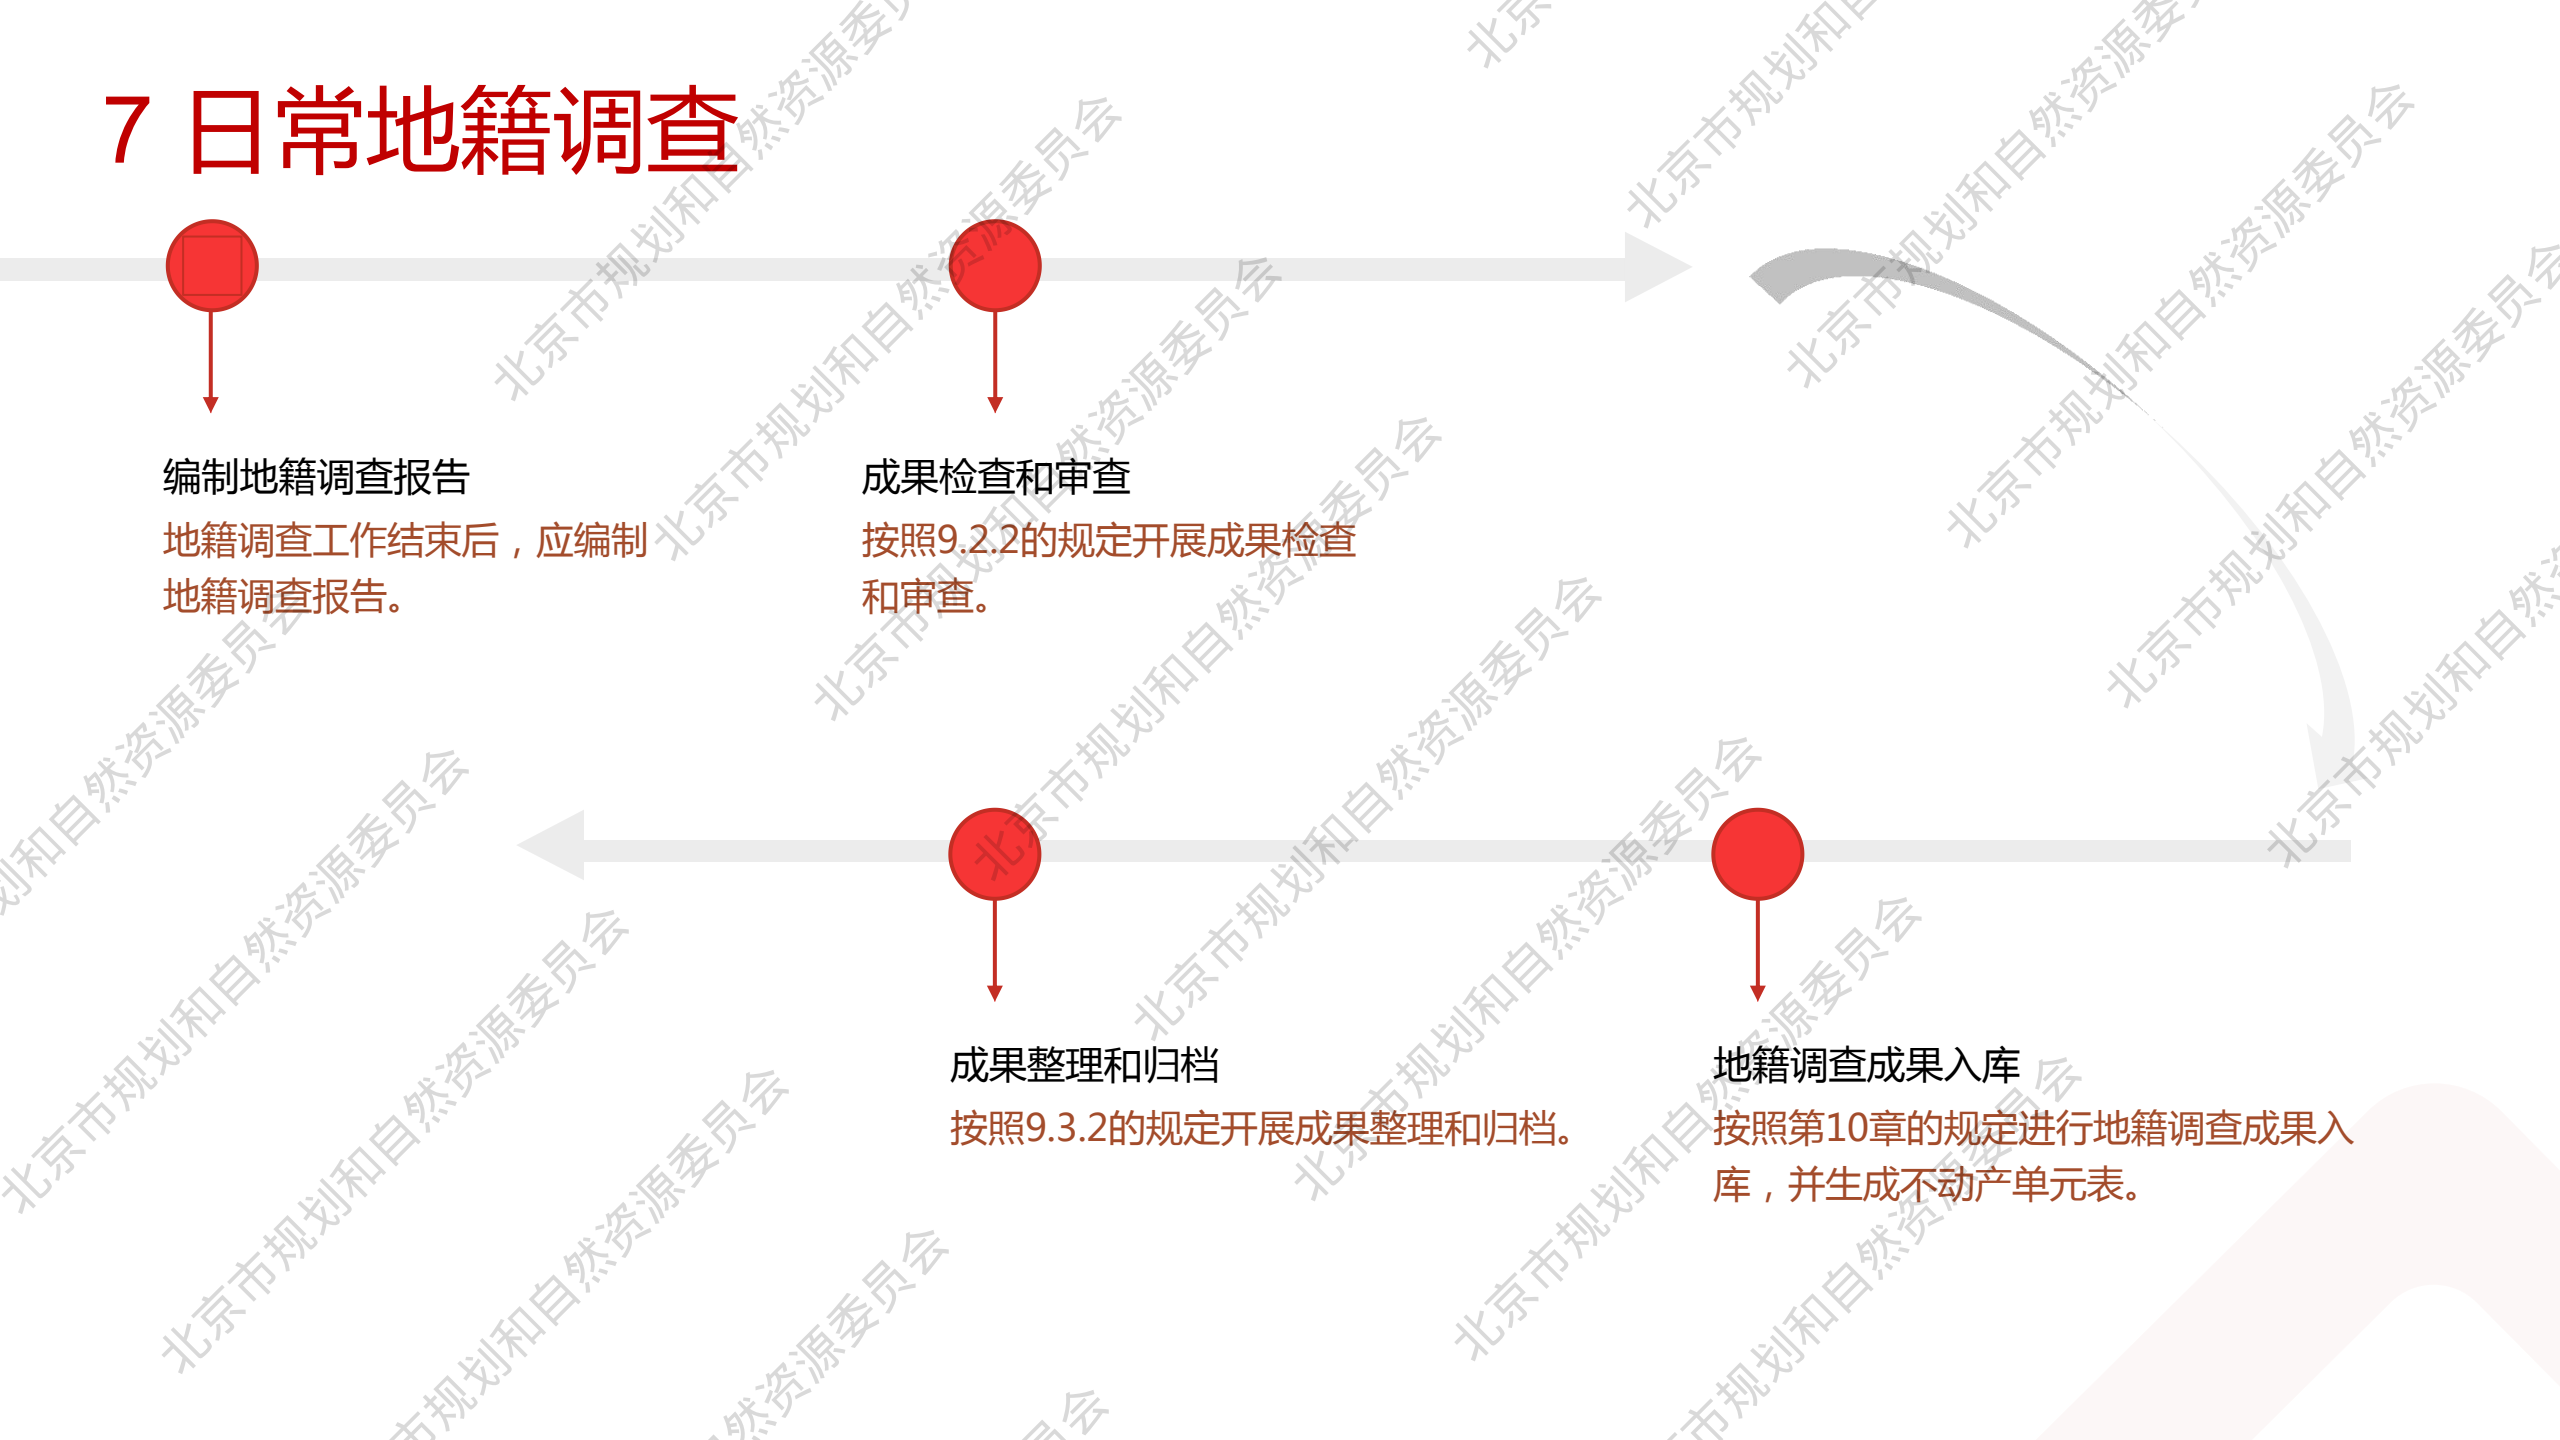 7 日常地籍调查
编制地籍调查报告
地籍调查工作结束后，应编制
地籍调查报告。
成果检查和审查
按照9.2.2的规定开展成果检查
和审查。
成果整理和归档
按照9.3.2的规定开展成果整理和归档。
地籍调查成果入库
按照第10章的规定进行地籍调查成果入
库，并生成不动产单元表。
北京市规划和自然资源委员会